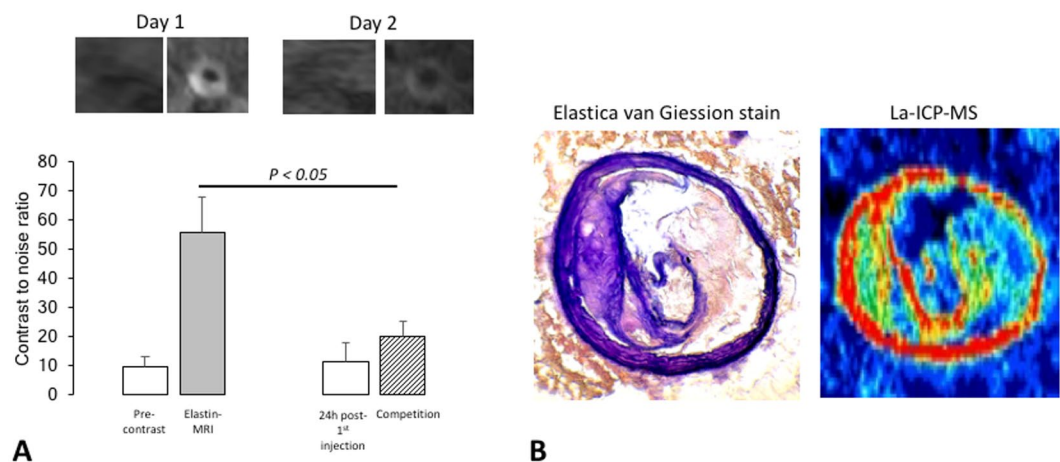 Day 1
Day 2
Contrast to noise ratio
80
70
60
50
40
30
20
10
0
P < 0.05
Pre-
contrast
Elastin-
MRI
24h post-
1st
injection
Competition
A
Elastica van Giession stain
La-ICP-MS
B